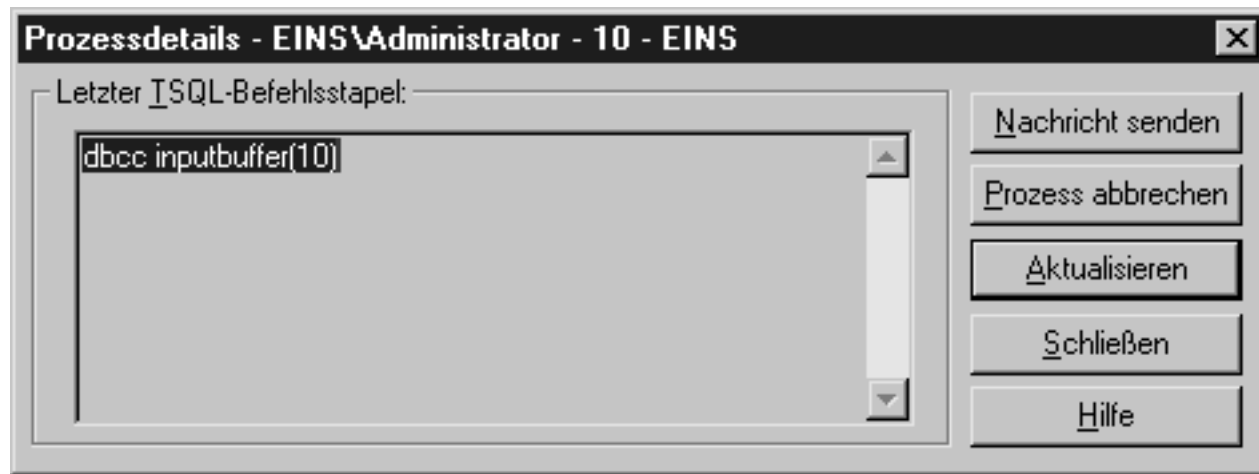 Prozessdetails - EINS\Administrator - 10 - EINS
Letzter TSQL-Befehlsstapel:
dbcc inputbuffer(10)
Nachricht senden
Prozess abbrechen
Aktualisieren
Schließen
Hilfe